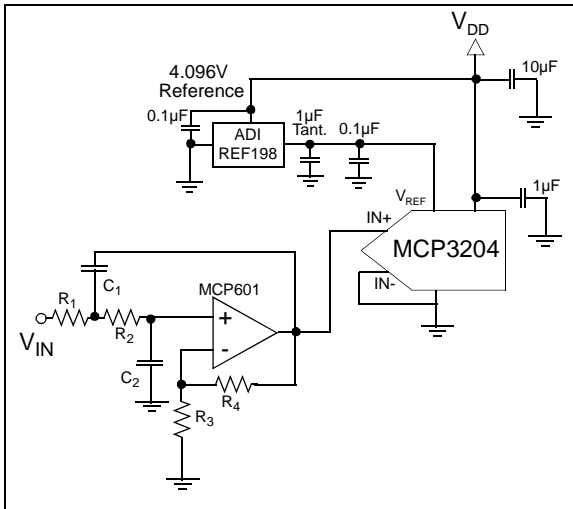 V_DD
10µF
4.096V
Reference
0.1µF
ADI
REF198
1µF
Tant.
0.1µF
1µF
V_REF
IN+
MCP3204
IN-
C_1
MCP601
R_1
R_2
+
-
V_IN
C_2
R_4
R_3